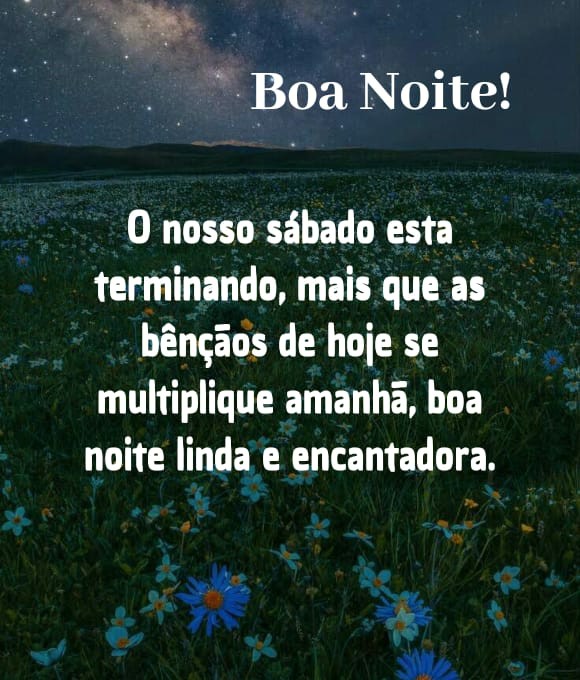 Boa Noite!
O nosso sábado esta
terminando, mais que as
bênçãos de hoje se
multiplique amanhã, boa
noite linda e encantadora.